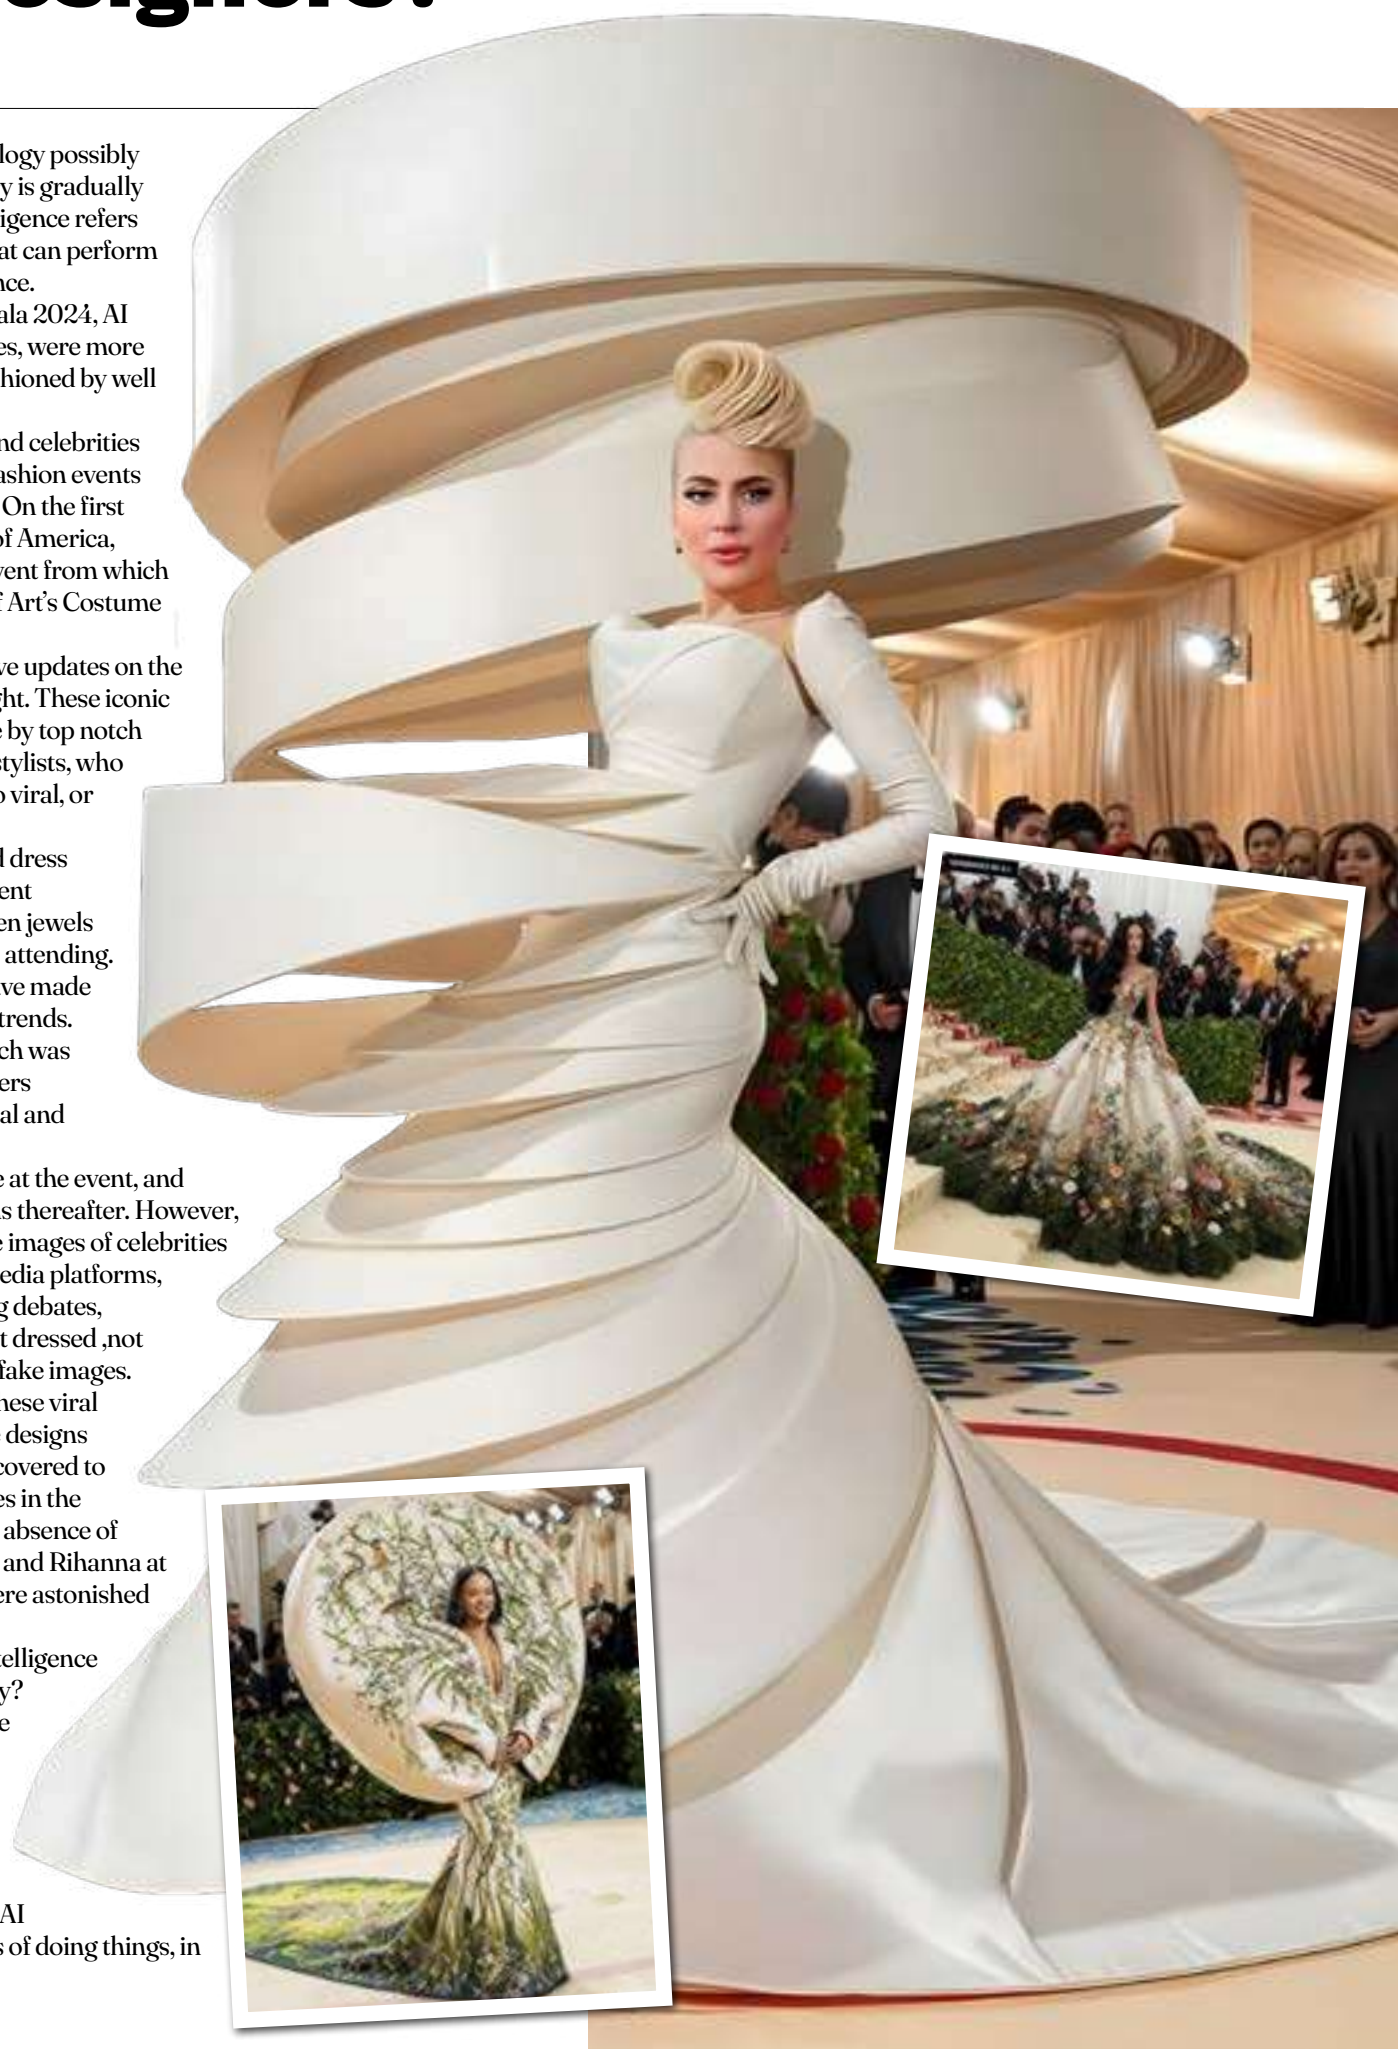 logy possibly
y is gradually
igence refers
at can perform
nce.
ala 2024, AI
es, were more
hioned by well
nd celebrities
ashion events
On the first
of America,
vent from which
f Art's Costume
ve updates on the
ght. These iconic
e by top notch
stylists, who
o viral, or
d dress
ent
en jewels
attending.
ave made
trends.
ch was
ers
al and
e at the event, and
s thereafter. However,
e images of celebrities
edia platforms,
g debates,
t dressed ,not
fake images.
hese viral
e designs
covered to
es in the
absence of
and Rihanna at
ere astonished
telligence
y?
e
AI
s of doing things, in